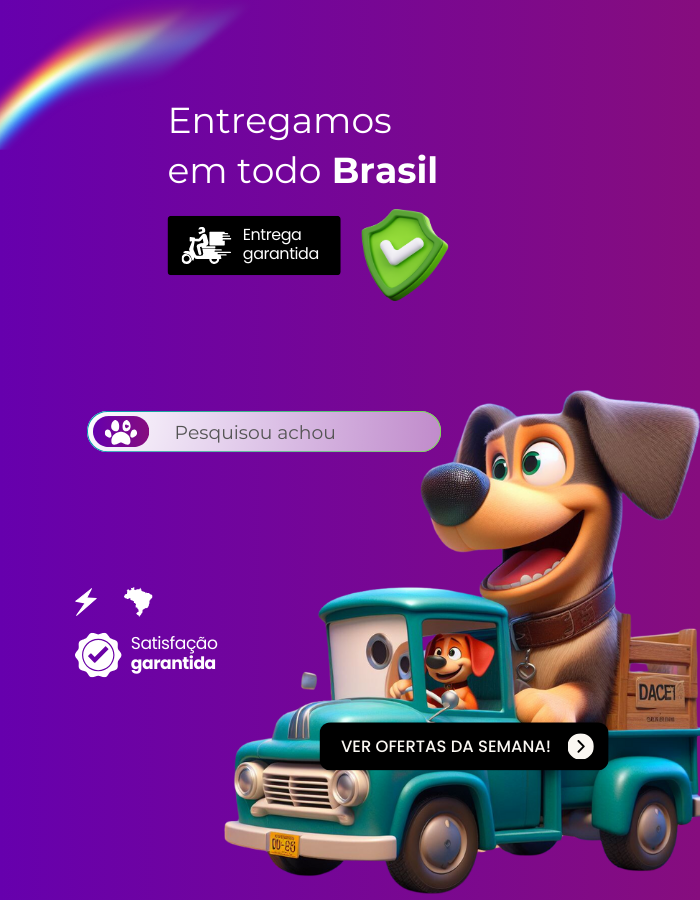 Entregamos
em todo Brasil
Entrega
garantida
Pesquisou achou
Satisfação
garantida
DACET
VER OFERTAS DA SEMANA!